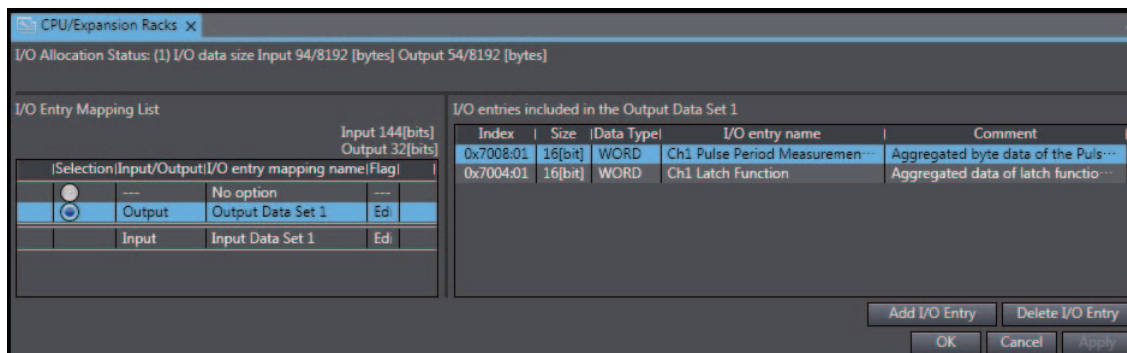 CPU/Expansion Racks X
I/O Allocation Status: (1) I/O data size Input 94/8192 [bytes] Output 54/8192 [bytes]
I/O Entry Mapping List
Input 144[bits]
Output 32[bits]
|Selection|Input/Output|I/O entry mapping name|Flag|
--- No option ---
Output Output Data Set 1 Edi
Input Input Data Set 1 Edi
I/O entries included in the Output Data Set 1
Index | Size |Data Type| I/O entry name | Comment
0x7008:01 16[bit] WORD Ch1 Pulse Period Measuremen··· Aggregated byte data of the Puls···
0x7004:01 16[bit] WORD Ch1 Latch Function Aggregated data of latch functio···
Add I/O Entry Delete I/O Entry
OK Cancel Apply